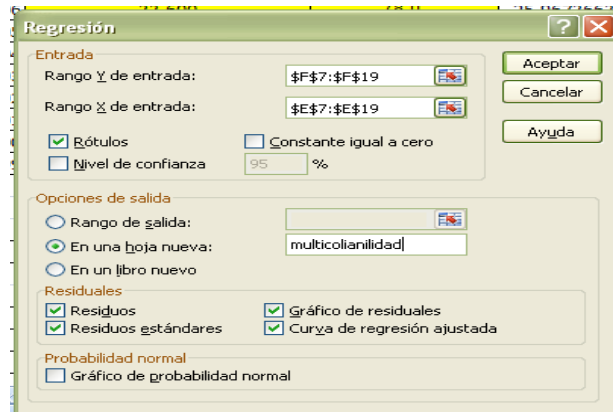 Regresión
Entrada
Rango Y de entrada: $F$7:$F$19
Rango X de entrada: $E$7:$E$19
Rótulos Constante igual a cero
Nivel de confianza 95 %
Aceptar
Cancelar
Ayuda
Opciones de salida
Rango de salida:
En una hoja nueva: multicolianilidad
En un libro nuevo
Residuales
Residuos Gráfico de residuales
Residuos estándares Curva de regresión ajustada
Probabilidad normal
Gráfico de probabilidad normal